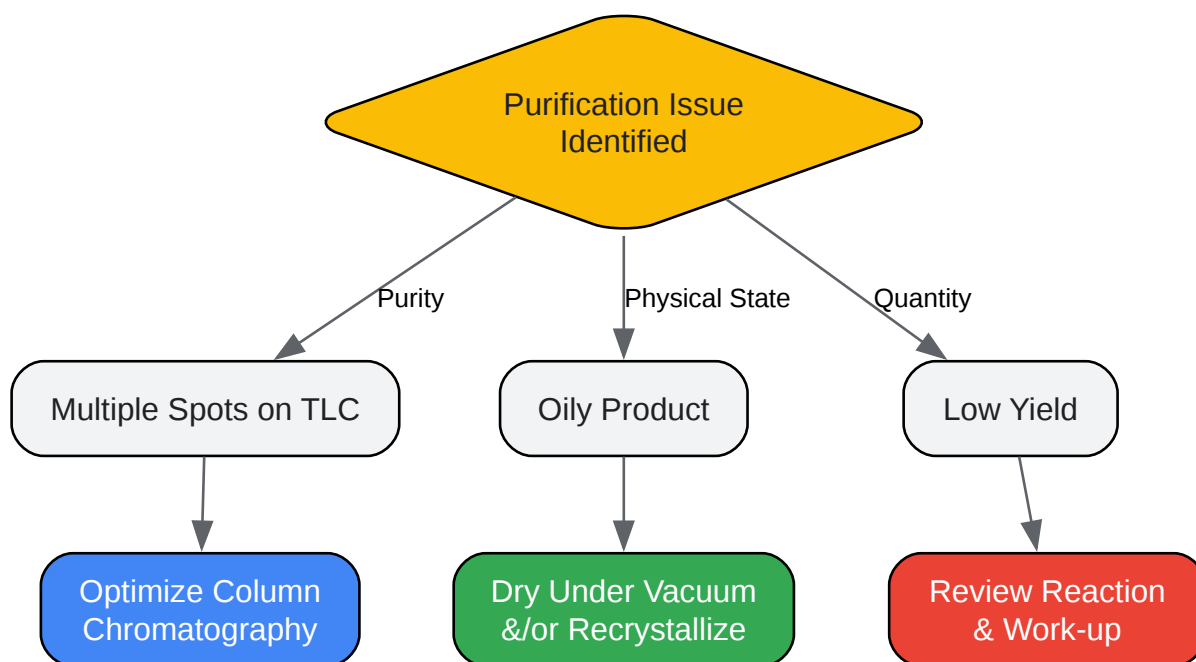 Purification Issue
Identified
Purity
Physical State
Quantity
Multiple Spots on TLC
Oily Product
Low Yield
Optimize Column
Chromatography
Dry Under Vacuum
&/or Recrystallize
Review Reaction
& Work-up